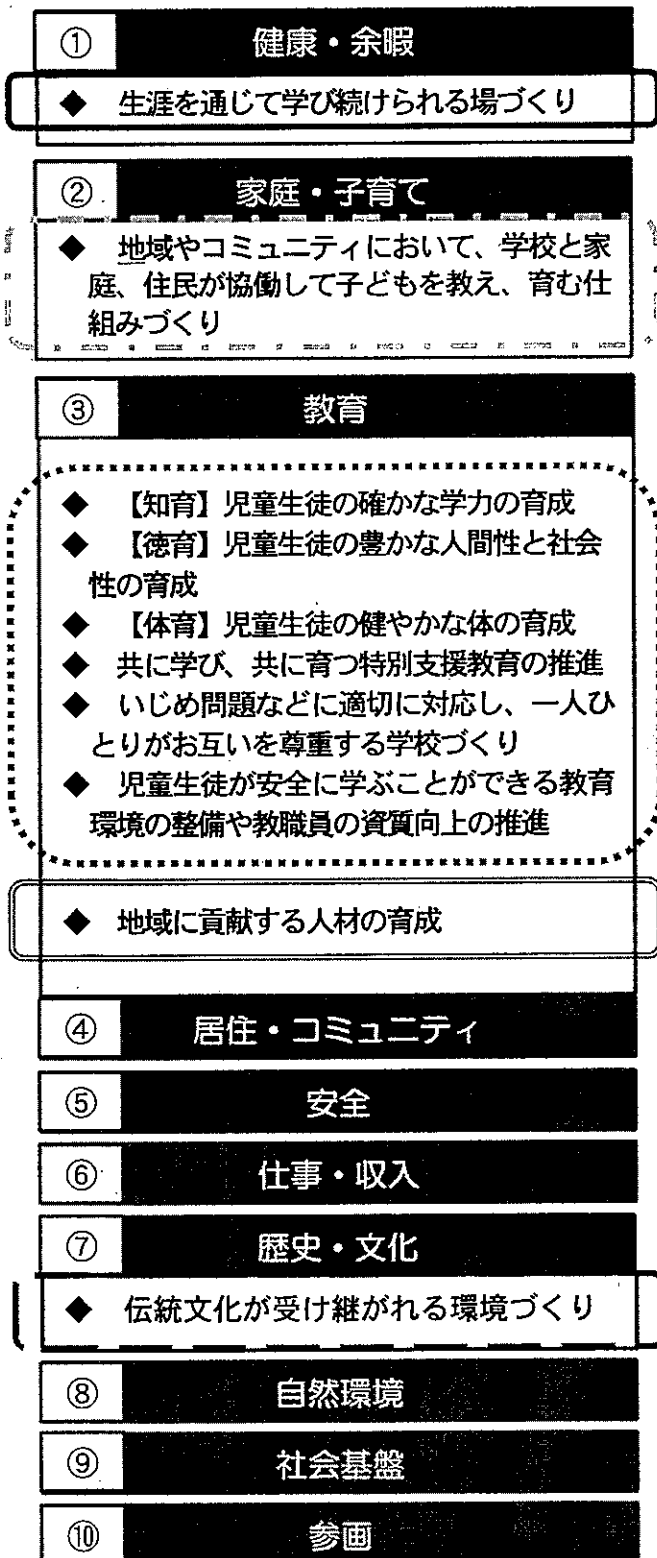 ① 健康・余暇
◆ 生涯を通じて学び続けられる場づくり
② 家庭・子育て
◆ 地域やコミュニティにおいて、学校と家
庭、住民が協働して子どもを教え、育む仕
組みづくり
③ 教育
◆ 【知育】児童生徒の確かな学力の育成
◆ 【徳育】児童生徒の豊かな人間性と社会
性の育成
◆ 【体育】児童生徒の健やかな体の育成
◆ 共に学び、共に育つ特別支援教育の推進
◆ いじめ問題などに適切に対応し、一人ひ
とりがお互いを尊重する学校づくり
◆ 児童生徒が安全に学ぶことができる教育
環境の整備や教職員の資質向上の推進
◆ 地域に貢献する人材の育成
④ 居住・コミュニティ
⑤ 安全
⑥ 仕事・収入
⑦ 歴史・文化
◆ 伝統文化が受け継がれる環境づくり
⑧ 自然環境
⑨ 社会基盤
⑩ 参画